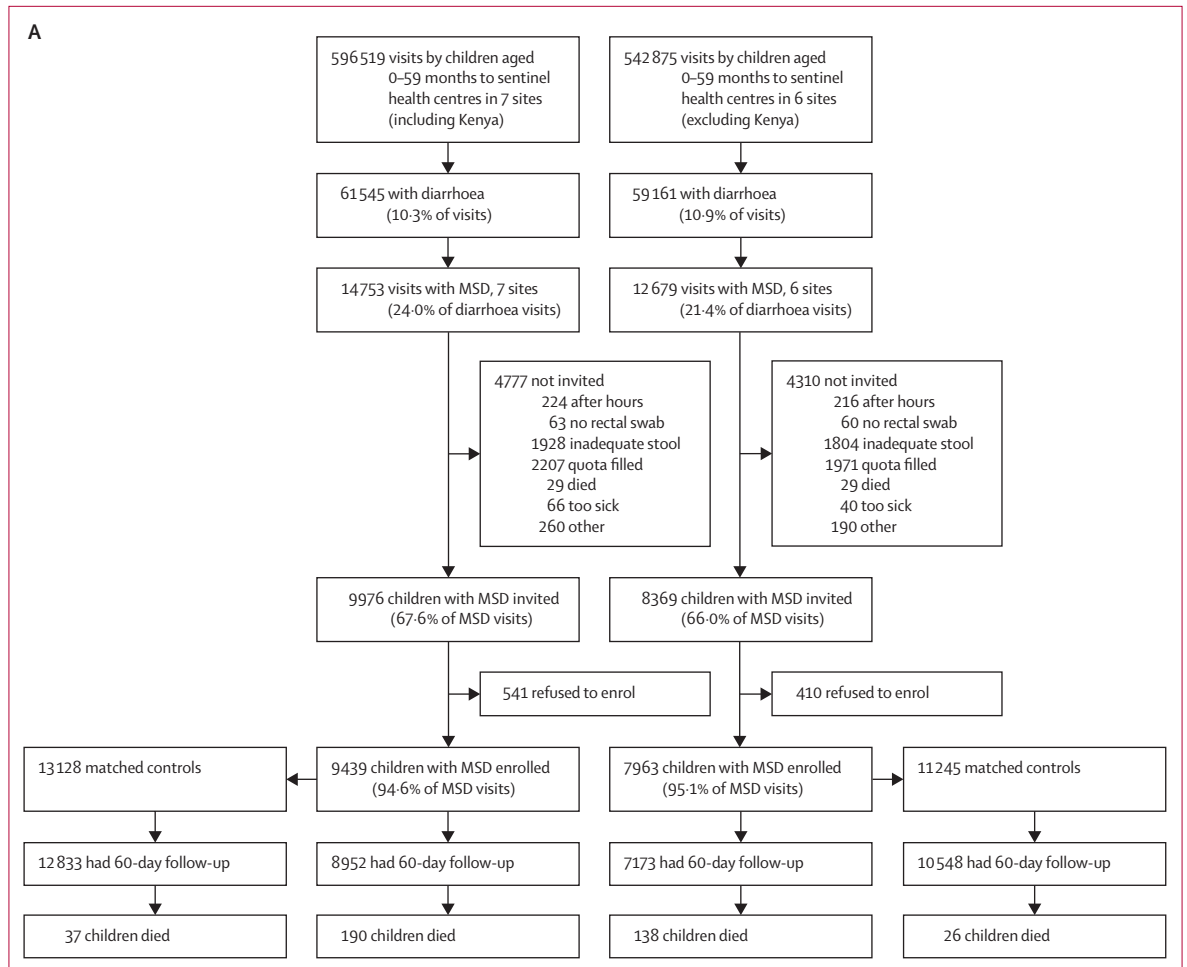 A
596 519 visits by children aged
0–59 months to sentinel
health centres in 7 sites
(including Kenya)
542 875 visits by children aged
0–59 months to sentinel
health centres in 6 sites
(excluding Kenya)
61 545 with diarrhoea
(10·3% of visits)
59 161 with diarrhoea
(10·9% of visits)
14 753 visits with MSD, 7 sites
(24·0% of diarrhoea visits)
12 679 visits with MSD, 6 sites
(21·4% of diarrhoea visits)
4777 not invited
224 after hours
63 no rectal swab
1928 inadequate stool
2207 quota filled
29 died
66 too sick
260 other
4310 not invited
216 after hours
60 no rectal swab
1804 inadequate stool
1971 quota filled
29 died
40 too sick
190 other
9976 children with MSD invited
(67·6% of MSD visits)
8369 children with MSD invited
(66·0% of MSD visits)
541 refused to enrol
410 refused to enrol
13 128 matched controls
9439 children with MSD enrolled
(94·6% of MSD visits)
7963 children with MSD enrolled
(95·1% of MSD visits)
11 245 matched controls
12 833 had 60-day follow-up
8952 had 60-day follow-up
7173 had 60-day follow-up
10 548 had 60-day follow-up
37 children died
190 children died
138 children died
26 children died